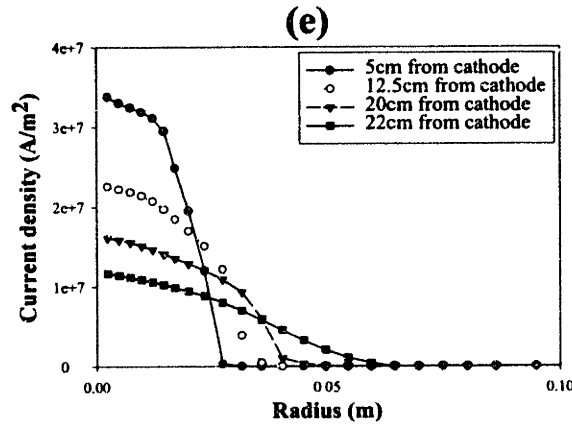 (e)
4e+7
3e+7
2e+7
1e+7
0
Current density (A/m²)
5cm from cathode
12.5cm from cathode
20cm from cathode
22cm from cathode
0.00 0 05 0.10
Radius (m)